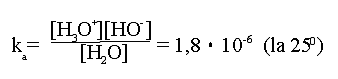 kₐ = [H₃O⁺][HO⁻] / [H₂O] = 1,8 · 10⁻⁶ (la 25⁰)